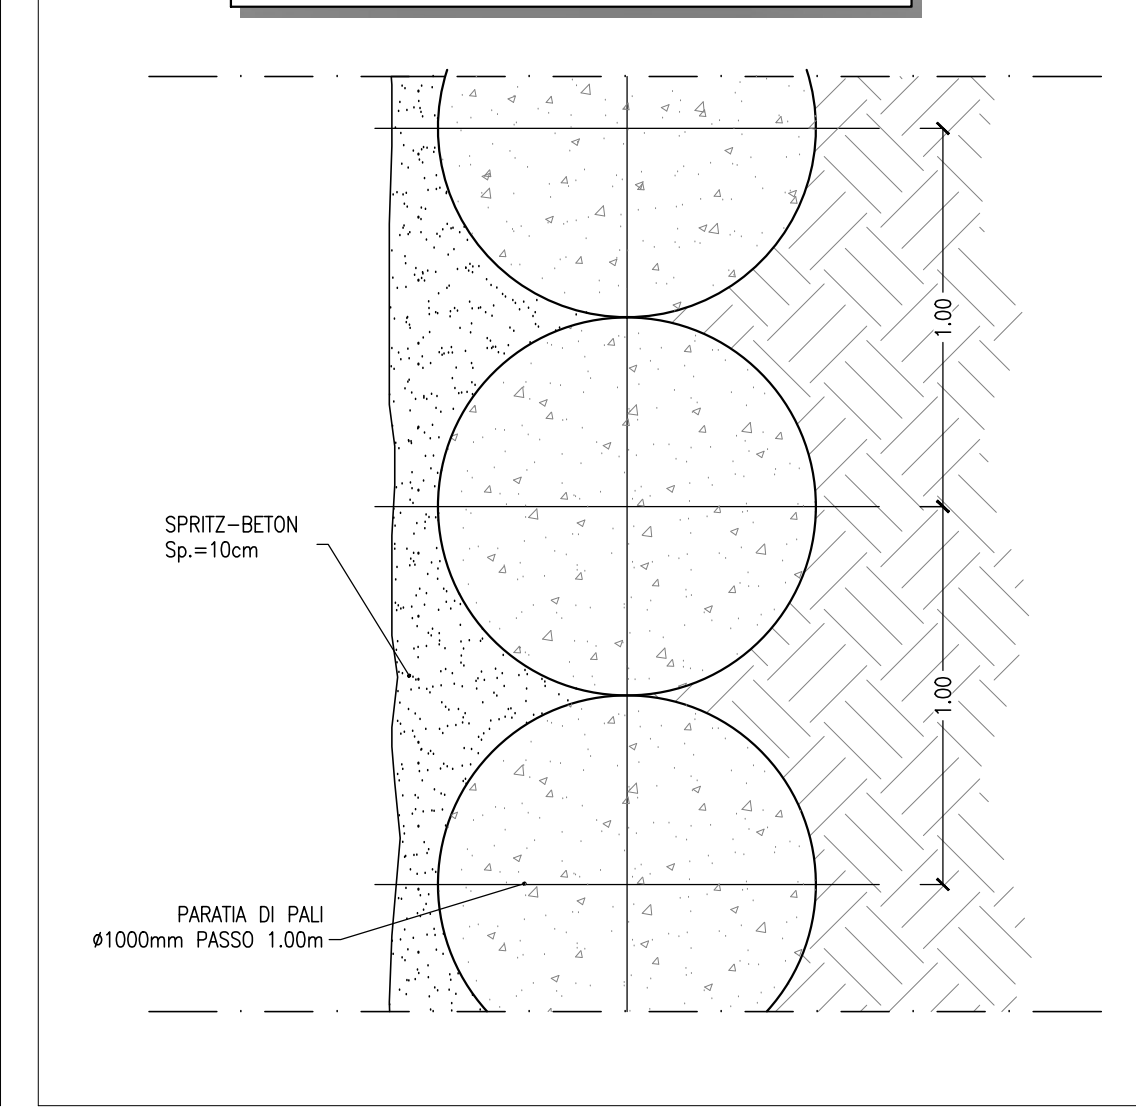 1.00
SPRITZ-BETON
Sp.=10cm
1.00
PARATIA DI PALI
Ø1000mm PASSO 1.00m